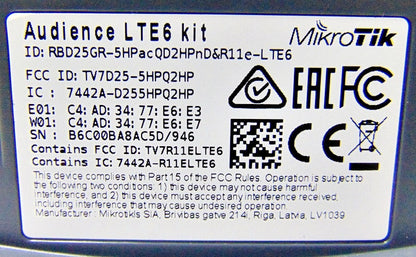 Audience LTE6 kit
MikroTik
ID: RBD25GR-5HPacQD2HPnD&R11e-LTE6
FCC ID: TV7D25-5HPQ2HP
IC : 7442A-D255HPQ2HP
E01: C4: AD: 34: 77: E6: E3
W01: C4: AD: 34: 77: E6: E7
SN : B6C00BA8AC5D/946
EAC FC
CE
Contains FCC ID: TV7R11ELTE6
Contains IC: 7442A-R11ELTE6
This device complies with Part 15 of the FCC Rules. Operation is subject to
the following two conditions: 1) this device may not cause harmful
interference, and 2) this device must accept any interference received,
including interference that may cause undesired operation.
Manufacturer: Mikrotikls SIA, Brivibas gatve 214i, Riga, Latvia, LV1039